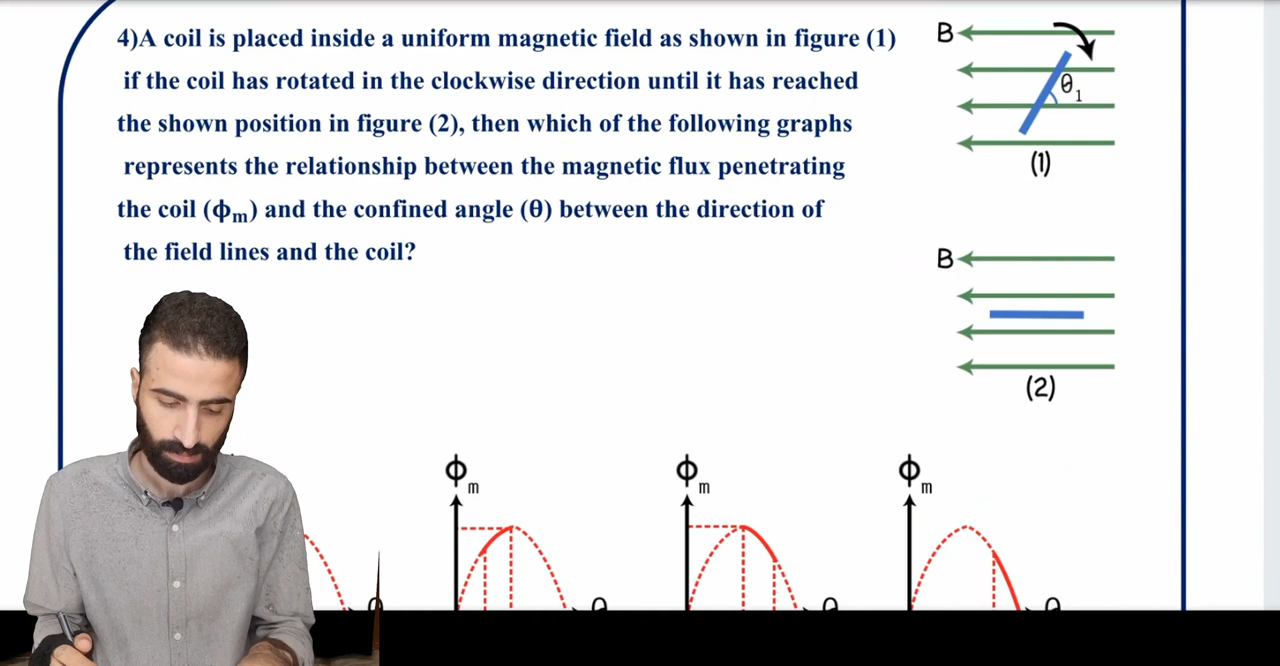 4)A coil is placed inside a uniform magnetic field as shown in figure (1)
if the coil has rotated in the clockwise direction until it has reached
the shown position in figure (2), then which of the following graphs
represents the relationship between the magnetic flux penetrating
the coil (ϕm) and the confined angle (θ) between the direction of
the field lines and the coil?
B
θ1
(1)
B
(2)
ϕm
ϕm
ϕm
θ
θ
θ
θ